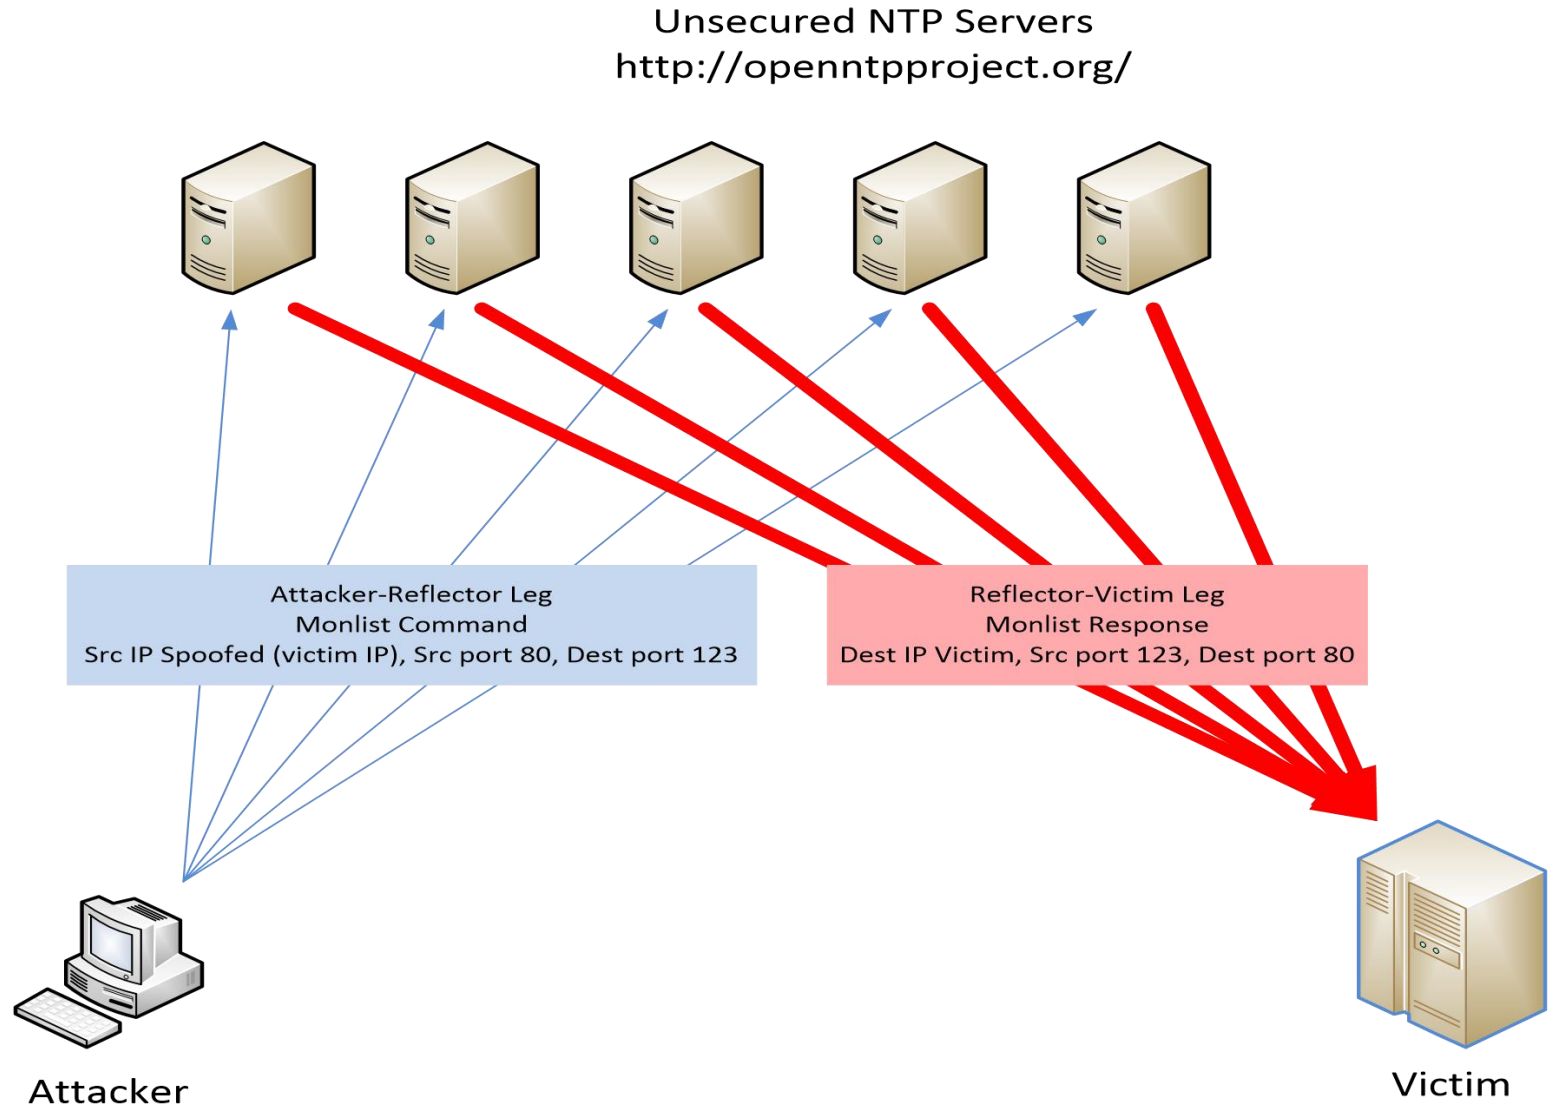 Unsecured NTP Servers
http://openntpproject.org/
Attacker-Reflector Leg
Monlist Command
Src IP Spoofed (victim IP), Src port 80, Dest port 123
Reflector-Victim Leg
Monlist Response
Dest IP Victim, Src port 123, Dest port 80
Attacker
Victim